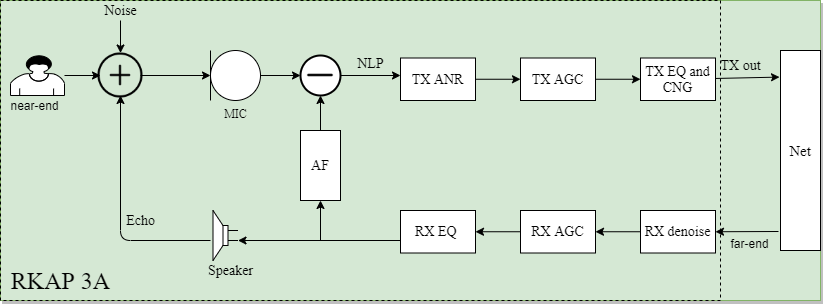 Noise
near-end
MIC
NLP
TX ANR
TX AGC
TX EQ and
CNG
TX out
Net
AF
Echo
Speaker
RX EQ
RX AGC
RX denoise
far-end
RKAP 3A